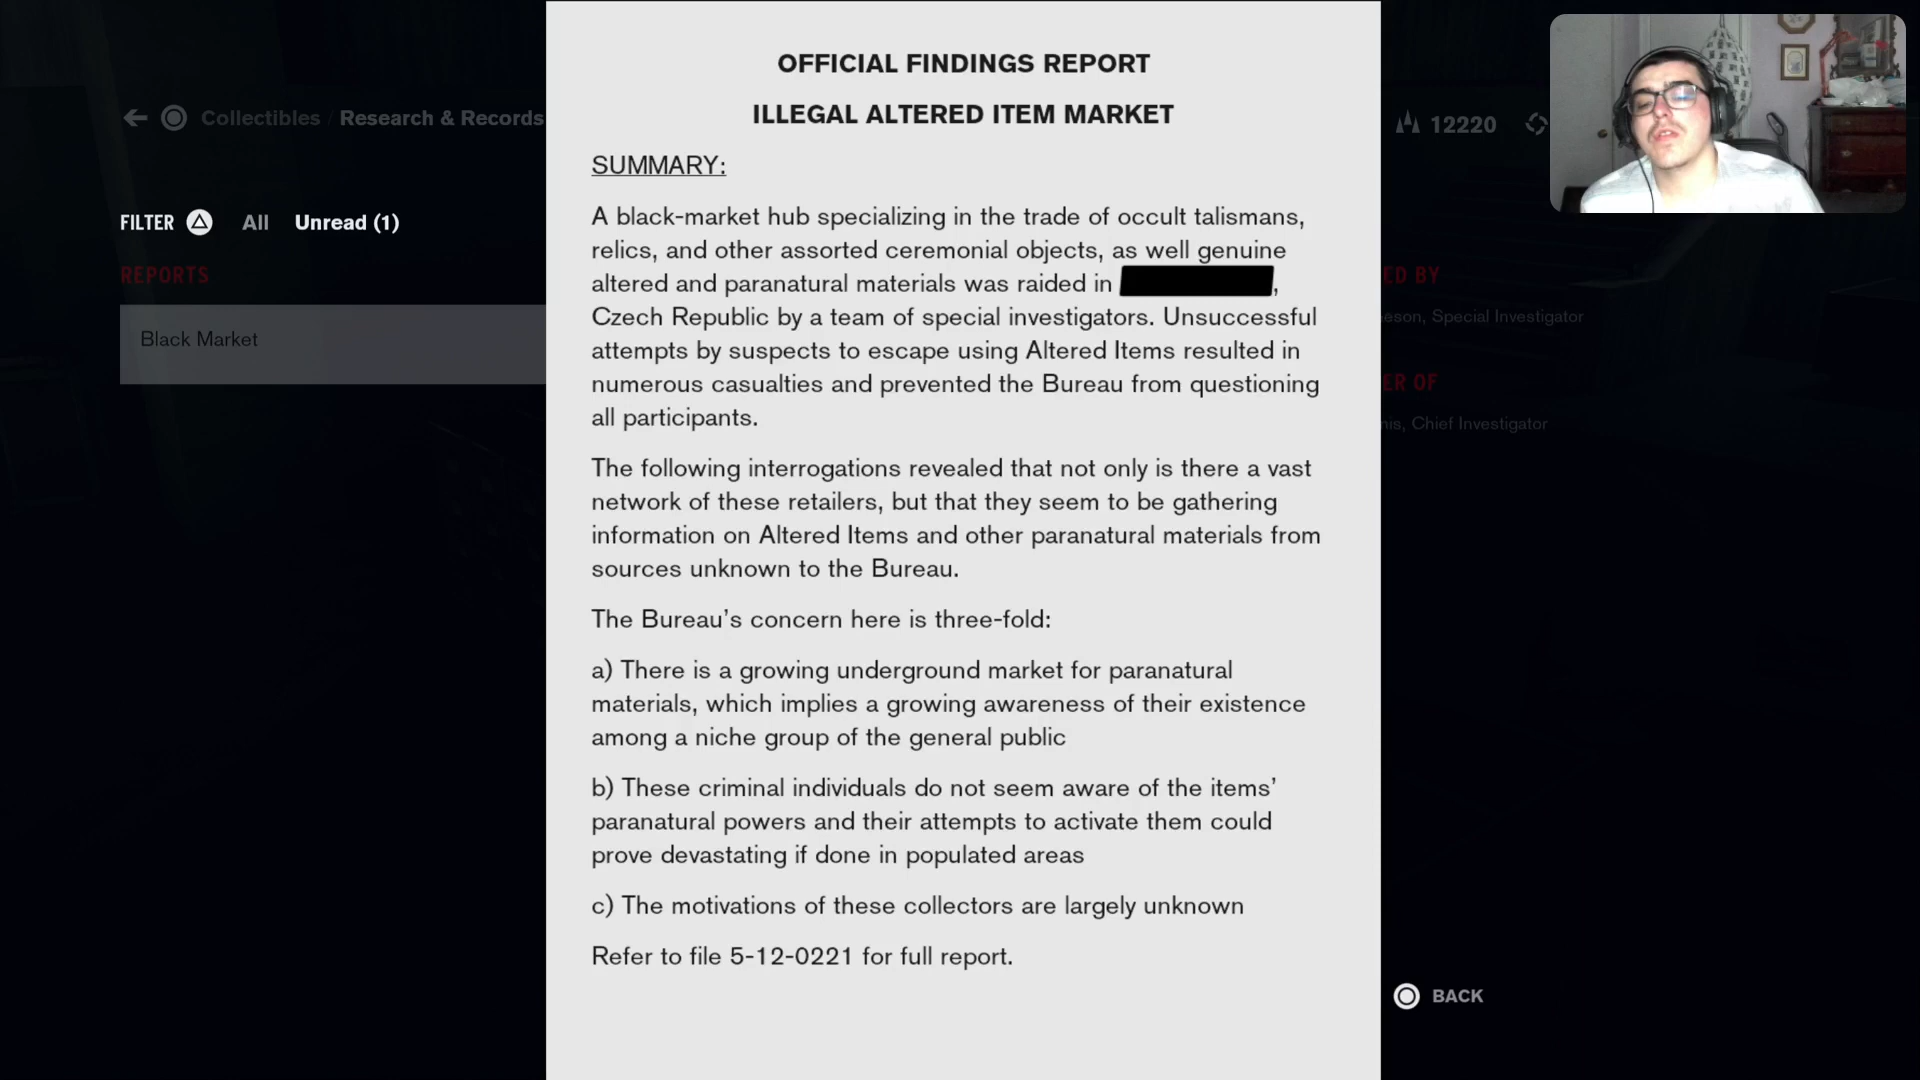 OFFICIAL FINDINGS REPORT
ILLEGAL ALTERED ITEM MARKET
Collectibles / Research & Records
12220
SUMMARY:
FILTER All Unread (1)
A black-market hub specializing in the trade of occult talismans,
relics, and other assorted ceremonial objects, as well genuine
altered and paranatural materials was raided in ,
Czech Republic by a team of special investigators. Unsuccessful
attempts by suspects to escape using Altered Items resulted in
numerous casualties and prevented the Bureau from questioning
all participants.
REPORTS
Black Market
ED BY
eson, Special Investigator
ER OF
nis, Chief Investigator
The following interrogations revealed that not only is there a vast
network of these retailers, but that they seem to be gathering
information on Altered Items and other paranatural materials from
sources unknown to the Bureau.
The Bureau's concern here is three-fold:
a) There is a growing underground market for paranatural
materials, which implies a growing awareness of their existence
among a niche group of the general public
b) These criminal individuals do not seem aware of the items'
paranatural powers and their attempts to activate them could
prove devastating if done in populated areas
c) The motivations of these collectors are largely unknown
Refer to file 5-12-0221 for full report.
BACK